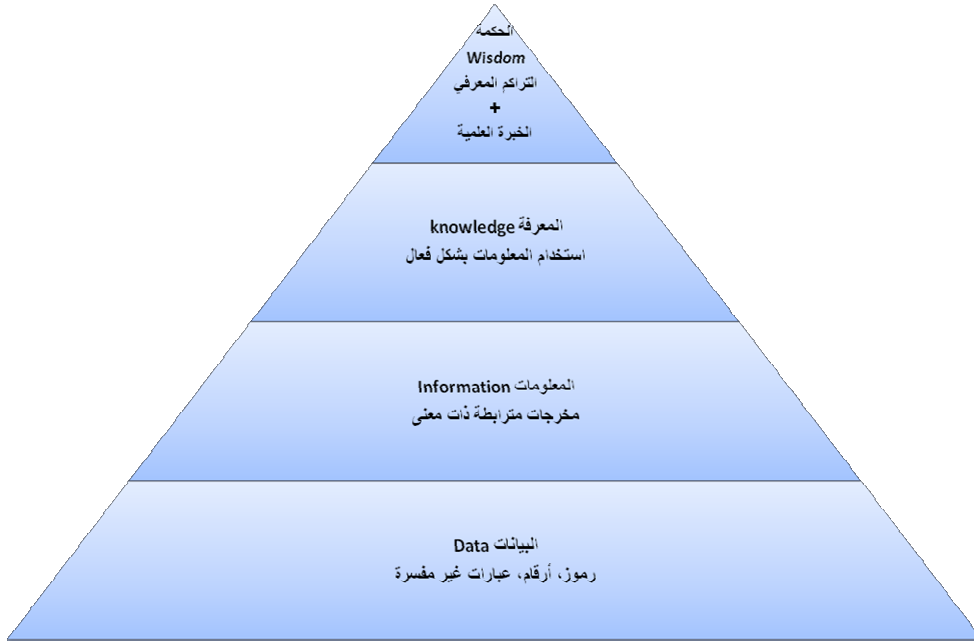 الحكمة
Wisdom
التراكم المعرفي
+
الخبرة العلمية
المعرفة knowledge
استخدام المعلومات بشكل فعال
المعلومات Information
مخرجات مترابطة ذات معنى
البيانات Data
رموز، أرقام، عبارات غير مفسرة